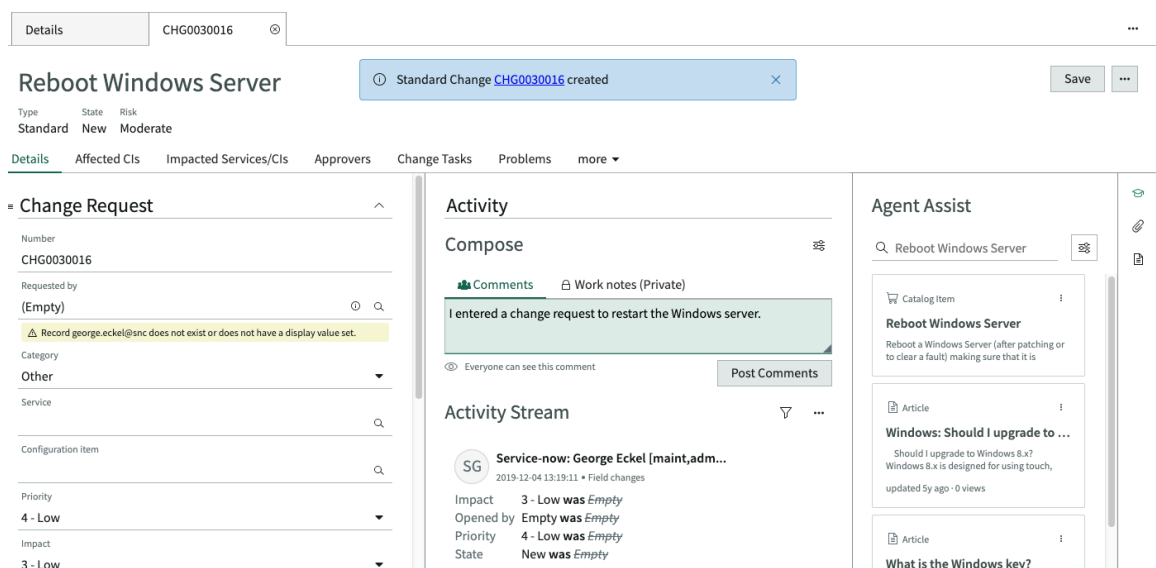 Details
CHG0030016
Reboot Windows Server
Standard Change CHG0030016 created
Save
Type
State
Risk
Standard
New
Moderate
Details
Affected CIs
Impacted Services/CIs
Approvers
Change Tasks
Problems
more
Change Request
Number
CHG0030016
Requested by
(Empty)
Record george.eckel@snc does not exist or does not have a display value set.
Category
Other
Service
Configuration item
Priority
4 - Low
Impact
3 - Low
Activity
Compose
Comments
Work notes (Private)
I entered a change request to restart the Windows server.
Everyone can see this comment
Post Comments
Activity Stream
SG
Service-now: George Eckel [maint,adm...
2019-12-04 13:19:11 • Field changes
Impact 3 - Low was Empty
Opened by Empty was Empty
Priority 4 - Low was Empty
State New was Empty
Agent Assist
Reboot Windows Server
Catalog Item
Reboot Windows Server
Reboot a Windows Server (after patching or
to clear a fault) making sure that it is
Article
Windows: Should I upgrade to ...
Should I upgrade to Windows 8.x?
Windows 8.x is designed for using touch,
updated 5y ago · 0 views
Article
What is the Windows key?